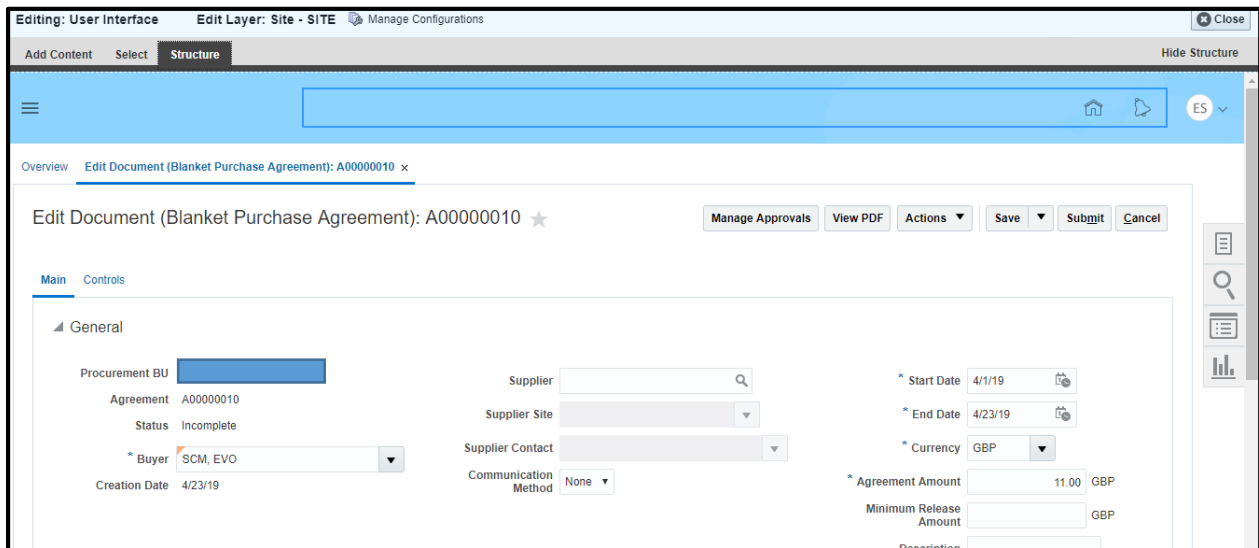 Editing: User Interface Edit Layer: Site - SITE Manage Configurations Close
Add Content Select Structure Hide Structure
ES
Overview Edit Document (Blanket Purchase Agreement): A00000010 x
Edit Document (Blanket Purchase Agreement): A00000010 Manage Approvals View PDF Actions Save Submit Cancel
Main Controls
General
Procurement BU
Agreement A00000010
Status Incomplete
* Buyer SCM, EVO
Creation Date 4/23/19
Supplier
Supplier Site
Supplier Contact
Communication
Method None
* Start Date 4/1/19
* End Date 4/23/19
* Currency GBP
* Agreement Amount 11.00 GBP
Minimum Release
Amount GBP
Description